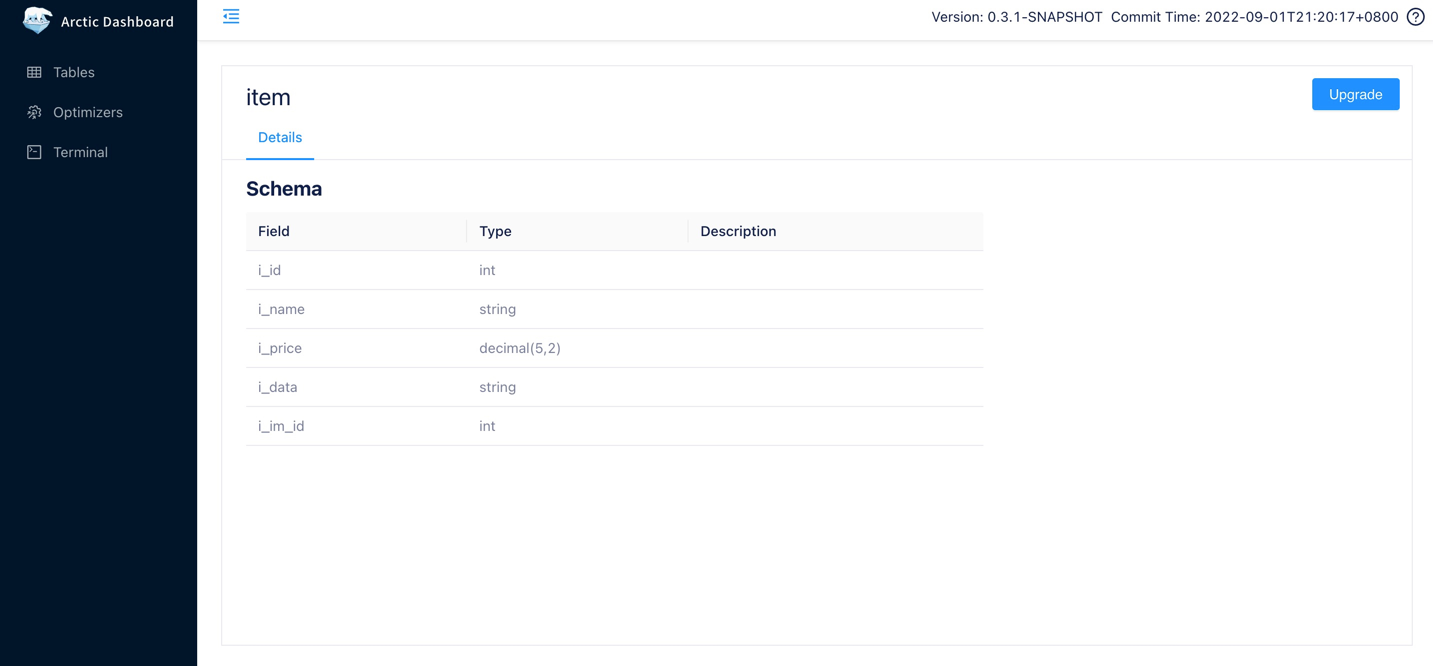 Arctic Dashboard
Version: 0.3.1-SNAPSHOT Commit Time: 2022-09-01T21:20:17+0800
Tables
Optimizers
Terminal
item
Upgrade
Details
Schema
Field Type Description
i_id int
i_name string
i_price decimal(5,2)
i_data string
i_im_id int